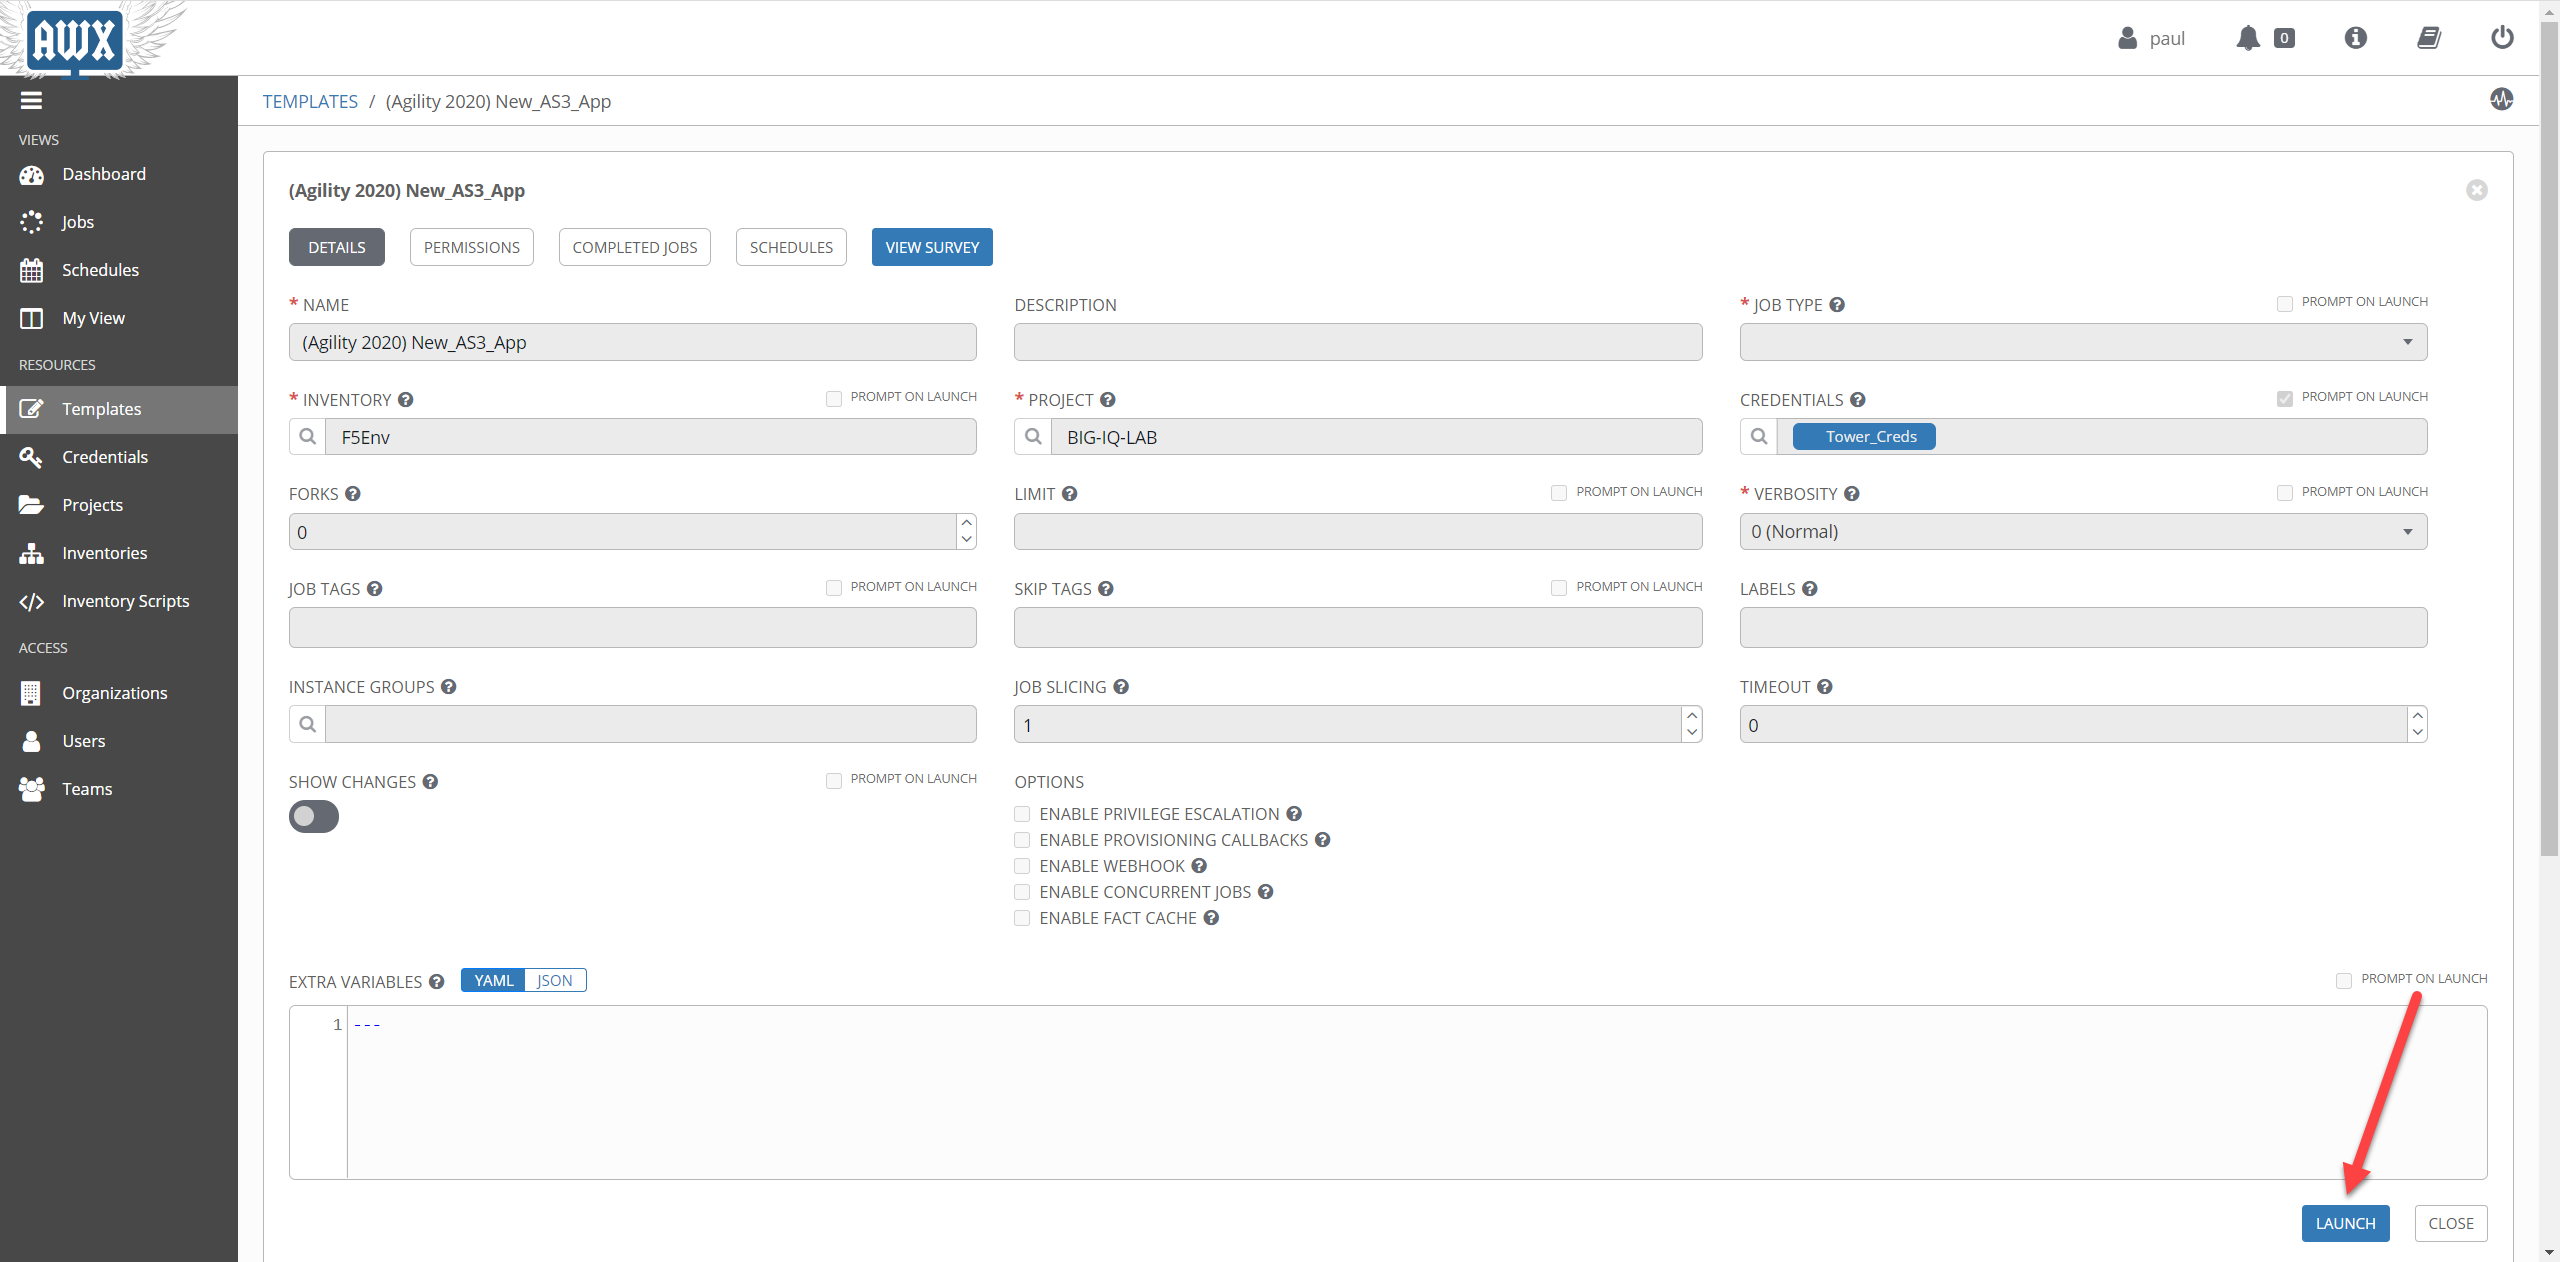 AWX
paul
0
TEMPLATES / (Agility 2020) New_AS3_App
VIEWS
Dashboard
Jobs
Schedules
My View
RESOURCES
Templates
Credentials
Projects
Inventories
Inventory Scripts
ACCESS
Organizations
Users
Teams
(Agility 2020) New_AS3_App
DETAILS PERMISSIONS COMPLETED JOBS SCHEDULES VIEW SURVEY
* NAME
(Agility 2020) New_AS3_App
DESCRIPTION
* JOB TYPE PROMPT ON LAUNCH
* INVENTORY PROMPT ON LAUNCH
F5Env
* PROJECT
BIG-IQ-LAB
CREDENTIALS PROMPT ON LAUNCH
Tower_Creds
FORKS
0
LIMIT PROMPT ON LAUNCH
* VERBOSITY PROMPT ON LAUNCH
0 (Normal)
JOB TAGS PROMPT ON LAUNCH
SKIP TAGS PROMPT ON LAUNCH
LABELS
INSTANCE GROUPS
JOB SLICING
1
TIMEOUT
0
SHOW CHANGES PROMPT ON LAUNCH
OPTIONS
ENABLE PRIVILEGE ESCALATION
ENABLE PROVISIONING CALLBACKS
ENABLE WEBHOOK
ENABLE CONCURRENT JOBS
ENABLE FACT CACHE
EXTRA VARIABLES YAML JSON PROMPT ON LAUNCH
1 ---
LAUNCH CLOSE